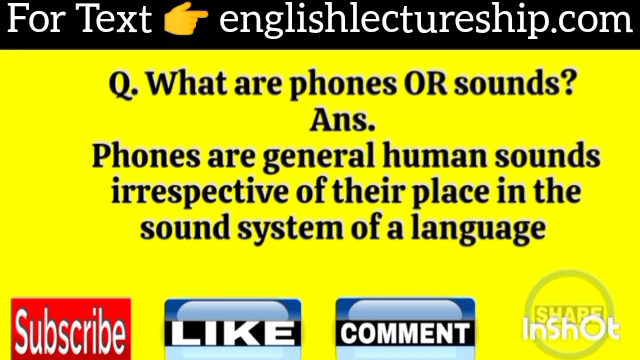 For Text 👉 englishlectureship.com
Q. What are phones OR sounds?
Ans.
Phones are general human sounds
irrespective of their place in the
sound system of a language
Subscribe
LIKE
COMMENT
SHARE
InShOt